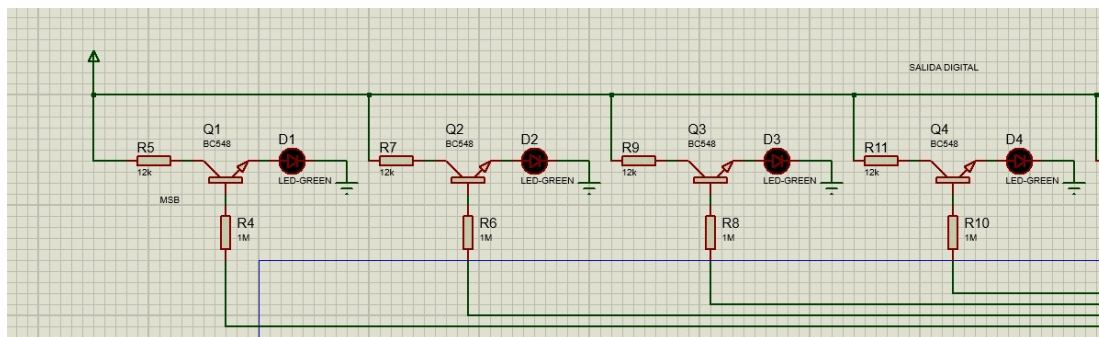 SALIDA DIGITAL
R5
12k
Q1
BC548
D1
LED-GREEN
R7
12k
Q2
BC548
D2
LED-GREEN
R9
12k
Q3
BC548
D3
LED-GREEN
R11
12k
Q4
BC548
D4
LED-GREEN
MSB
R4
1M
R6
1M
R8
1M
R10
1M